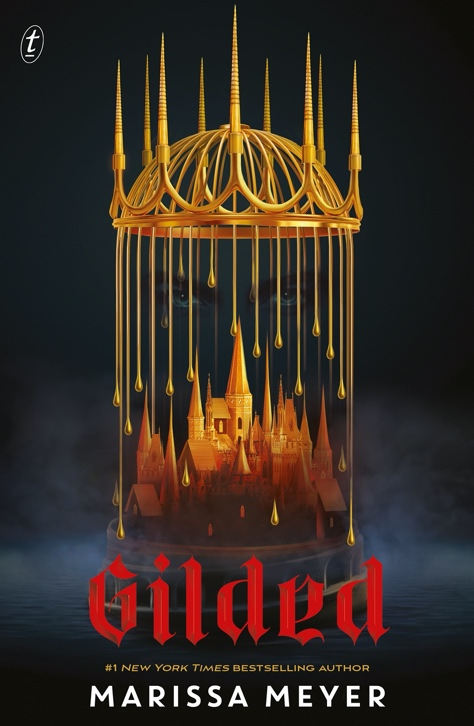 t
Gilded
#1 NEW YORK TIMES BESTSELLING AUTHOR
MARISSA MEYER